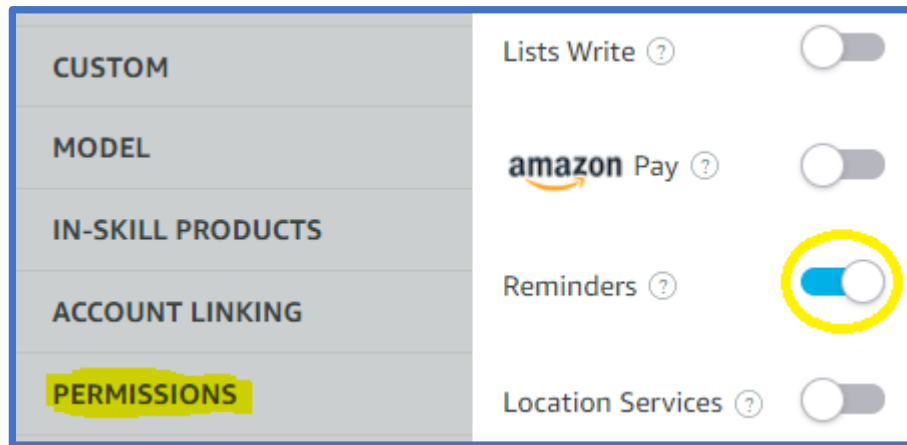 CUSTOM
MODEL
IN-SKILL PRODUCTS
ACCOUNT LINKING
PERMISSIONS
Lists Write ?
amazon Pay ?
Reminders ?
Location Services ?